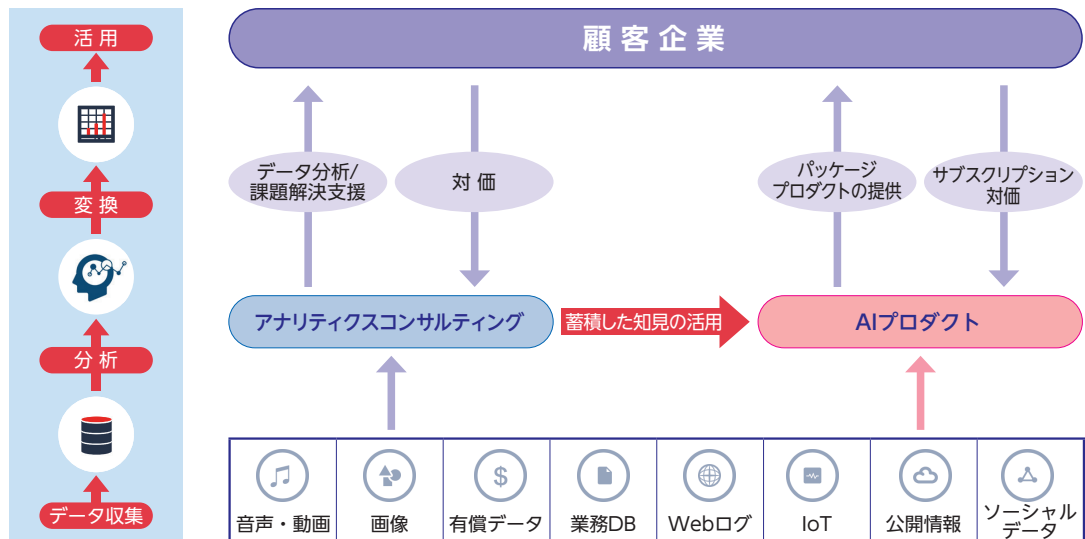 活用
変換
分析
データ収集
顧客企業
データ分析/
課題解決支援
対価
パッケージ
プロダクトの提供
サブスクリプション
対価
アナリティクスコンサルティング
蓄積した知見の活用
AIプロダクト
音声・動画
画像
有償データ
業務DB
Webログ
IoT
公開情報
ソーシャル
データ